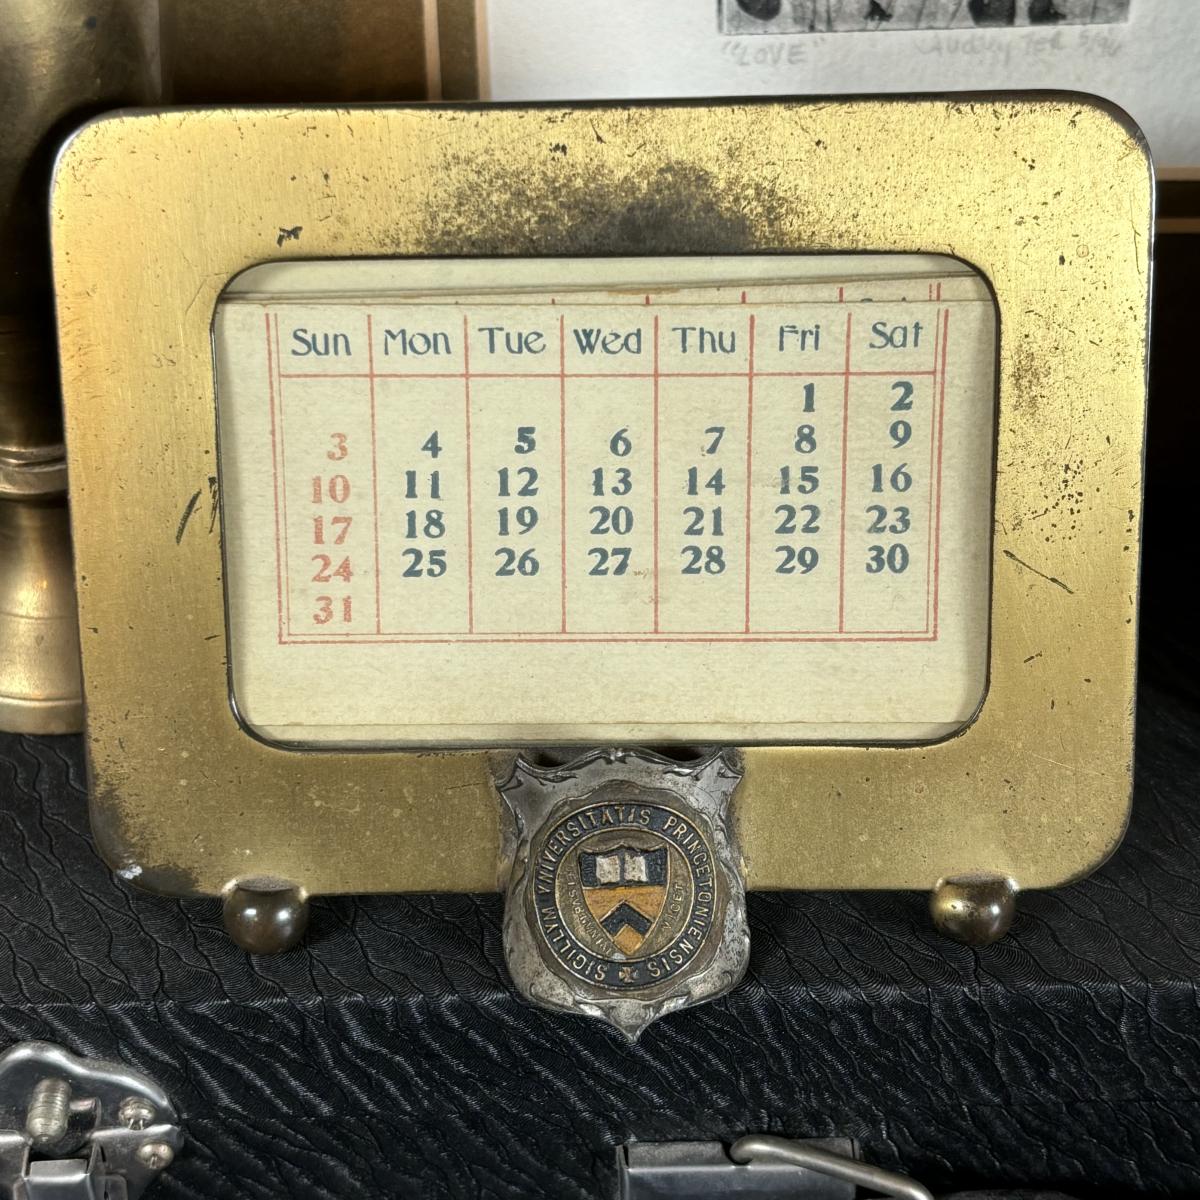 "LOVE"
Sun Mon Tue Wed Thu Fri Sat
1 2
3 4 5 6 7 8 9
10 11 12 13 14 15 16
17 18 19 20 21 22 23
24 25 26 27 28 29 30
31
SIGILLVM VNIVERSITATIS PRINCETONIENSIS
VIGET